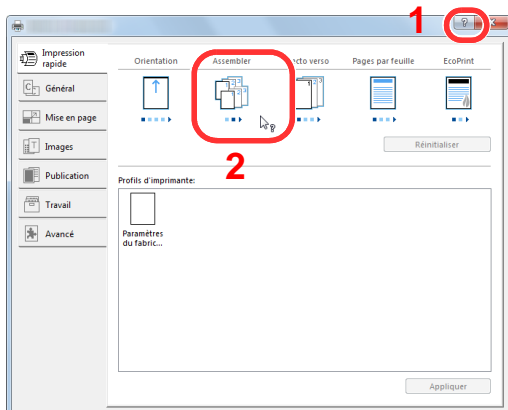 1
?
Impression
rapide
Général
Mise en page
Images
Publication
Travail
Avancé
Orientation
Assembler
cto verso
Pages par feuille
EcoPrint
2
Réinitialiser
Profils d'imprimante:
Paramètres
du fabric...
Appliquer